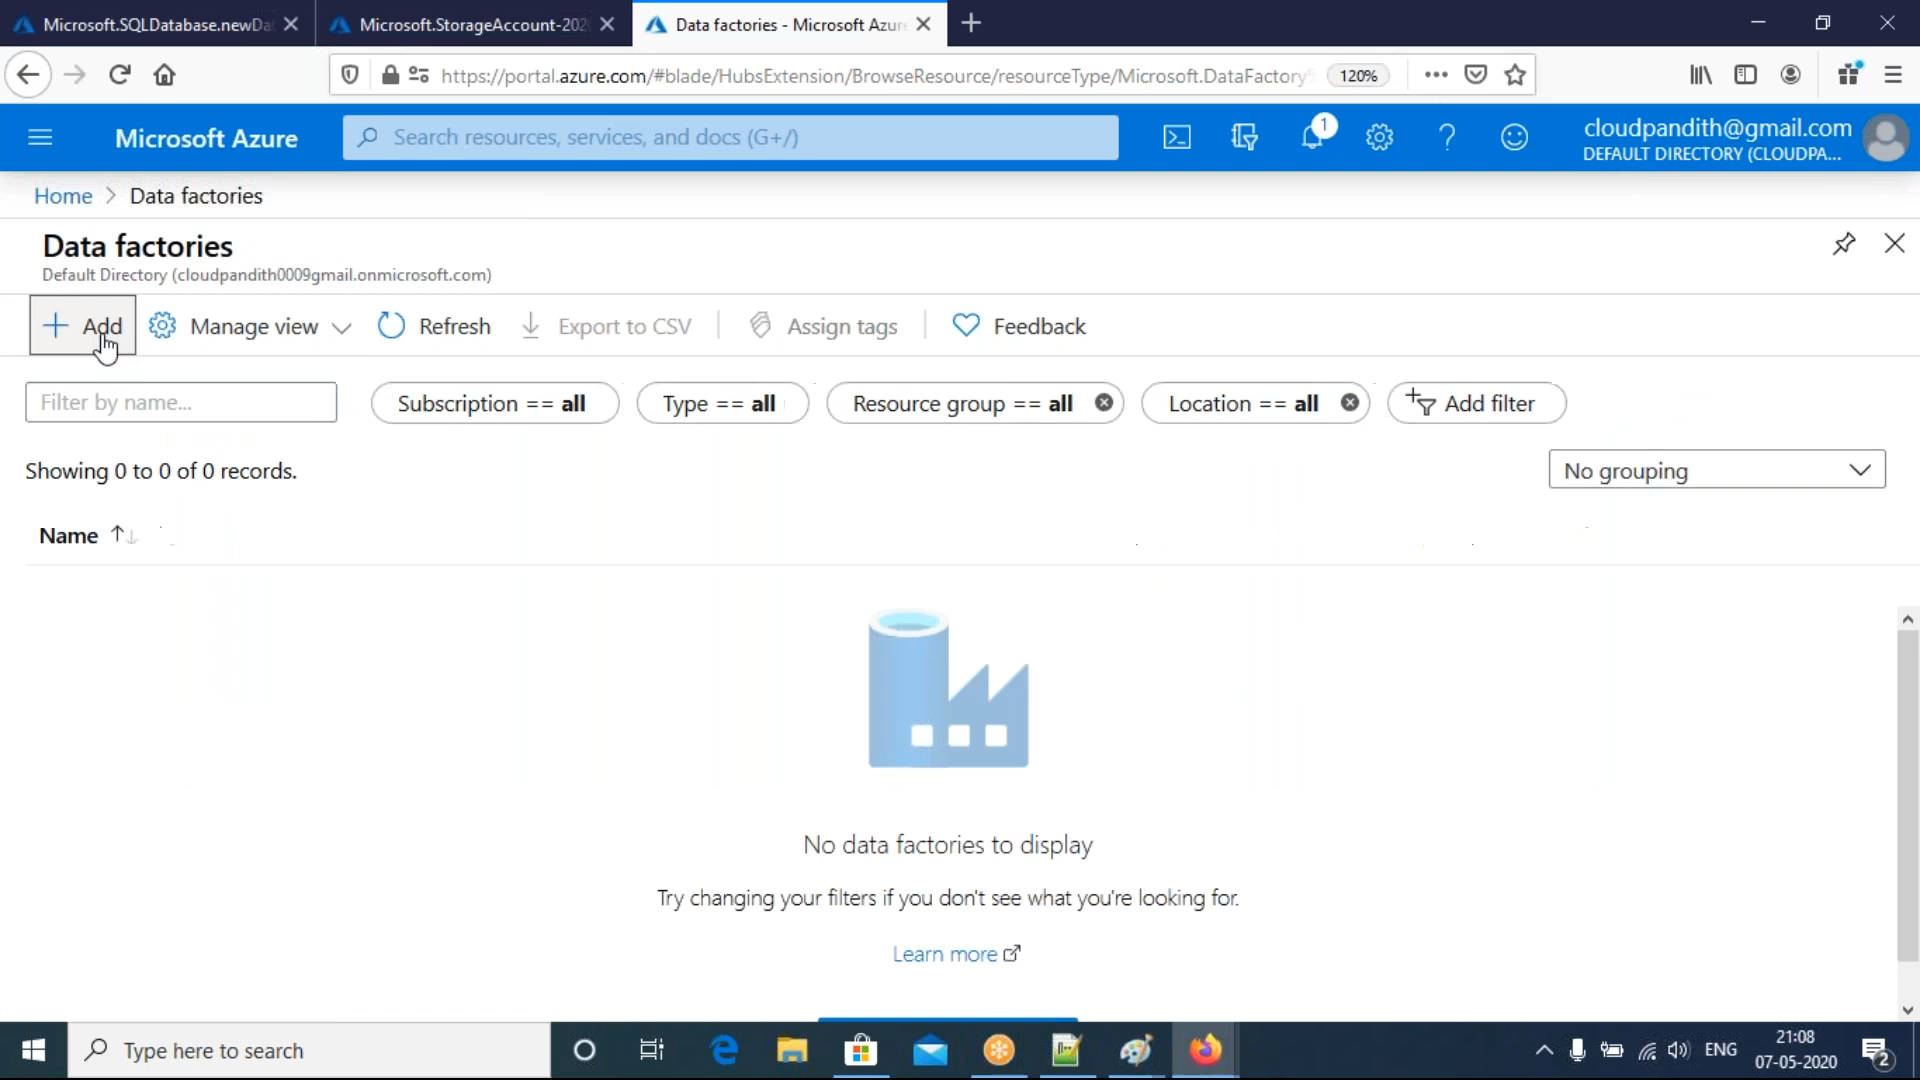 Microsoft.SQLDatabase.newDat
Microsoft.StorageAccount-202
Data factories - Microsoft Azure
https://portal.azure.com/#blade/HubsExtension/BrowseResource/resourceType/Microsoft.DataFactory%
120%
Microsoft Azure
Search resources, services, and docs (G+/)
1
cloudpandith@gmail.com
DEFAULT DIRECTORY (CLOUDPA...
Home > Data factories
Data factories
Default Directory (cloudpandith0009gmail.onmicrosoft.com)
Add
Manage view
Refresh
Export to CSV
Assign tags
Feedback
Filter by name...
Subscription == all
Type == all
Resource group == all
Location == all
Add filter
Showing 0 to 0 of 0 records.
No grouping
Name
No data factories to display
Try changing your filters if you don't see what you're looking for.
Learn more
Type here to search
ENG
21:08
07-05-2020
2